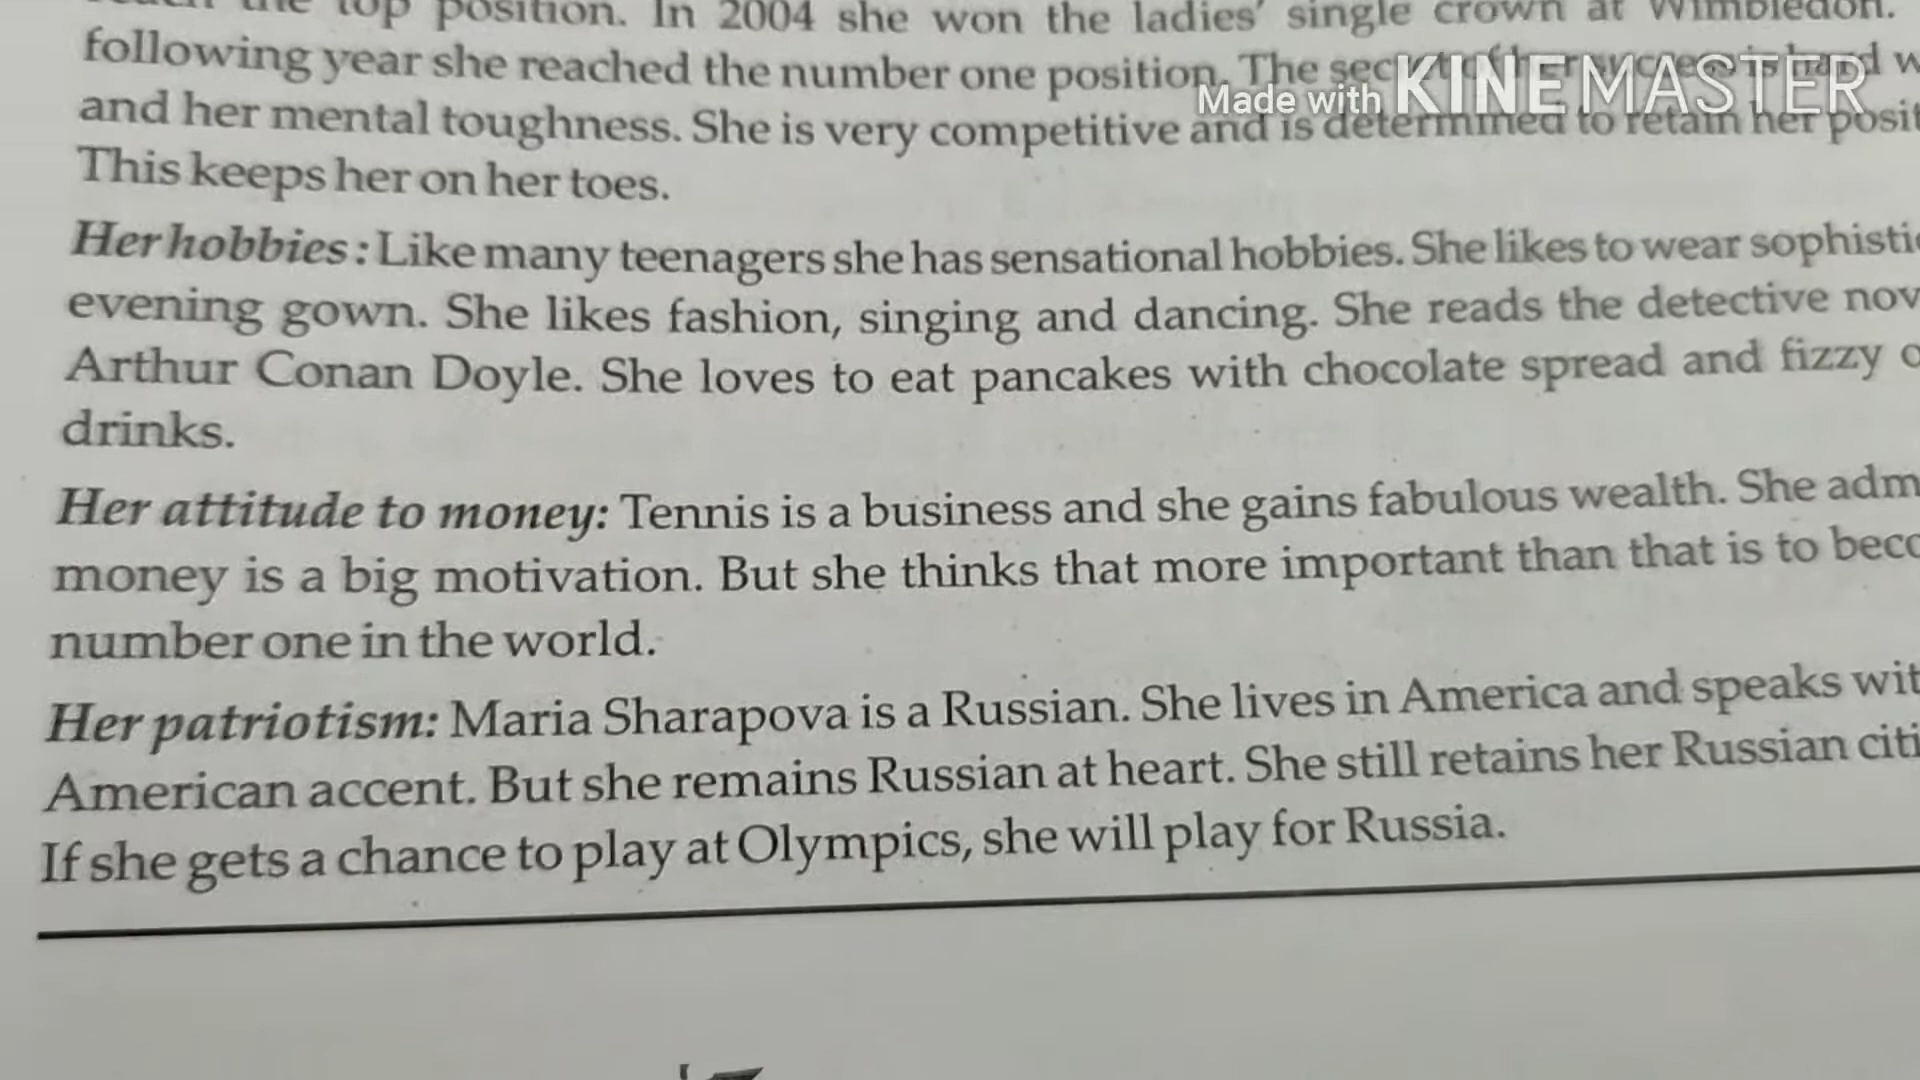 the top position. In 2004 she won the ladies' single crown at Wimbledon.
following year she reached the number one position. The secret of her success is hard w
and her mental toughness. She is very competitive and is determined to retain her posit
This keeps her on her toes.
Her hobbies : Like many teenagers she has sensational hobbies. She likes to wear sophistic
evening gown. She likes fashion, singing and dancing. She reads the detective nov
Arthur Conan Doyle. She loves to eat pancakes with chocolate spread and fizzy
drinks.
Her attitude to money: Tennis is a business and she gains fabulous wealth. She adm
money is a big motivation. But she thinks that more important than that is to beco
number one in the world.
Her patriotism: Maria Sharapova is a Russian. She lives in America and speaks wit
American accent. But she remains Russian at heart. She still retains her Russian citi
If she gets a chance to play at Olympics, she will play for Russia.
Made with KINEMASTER